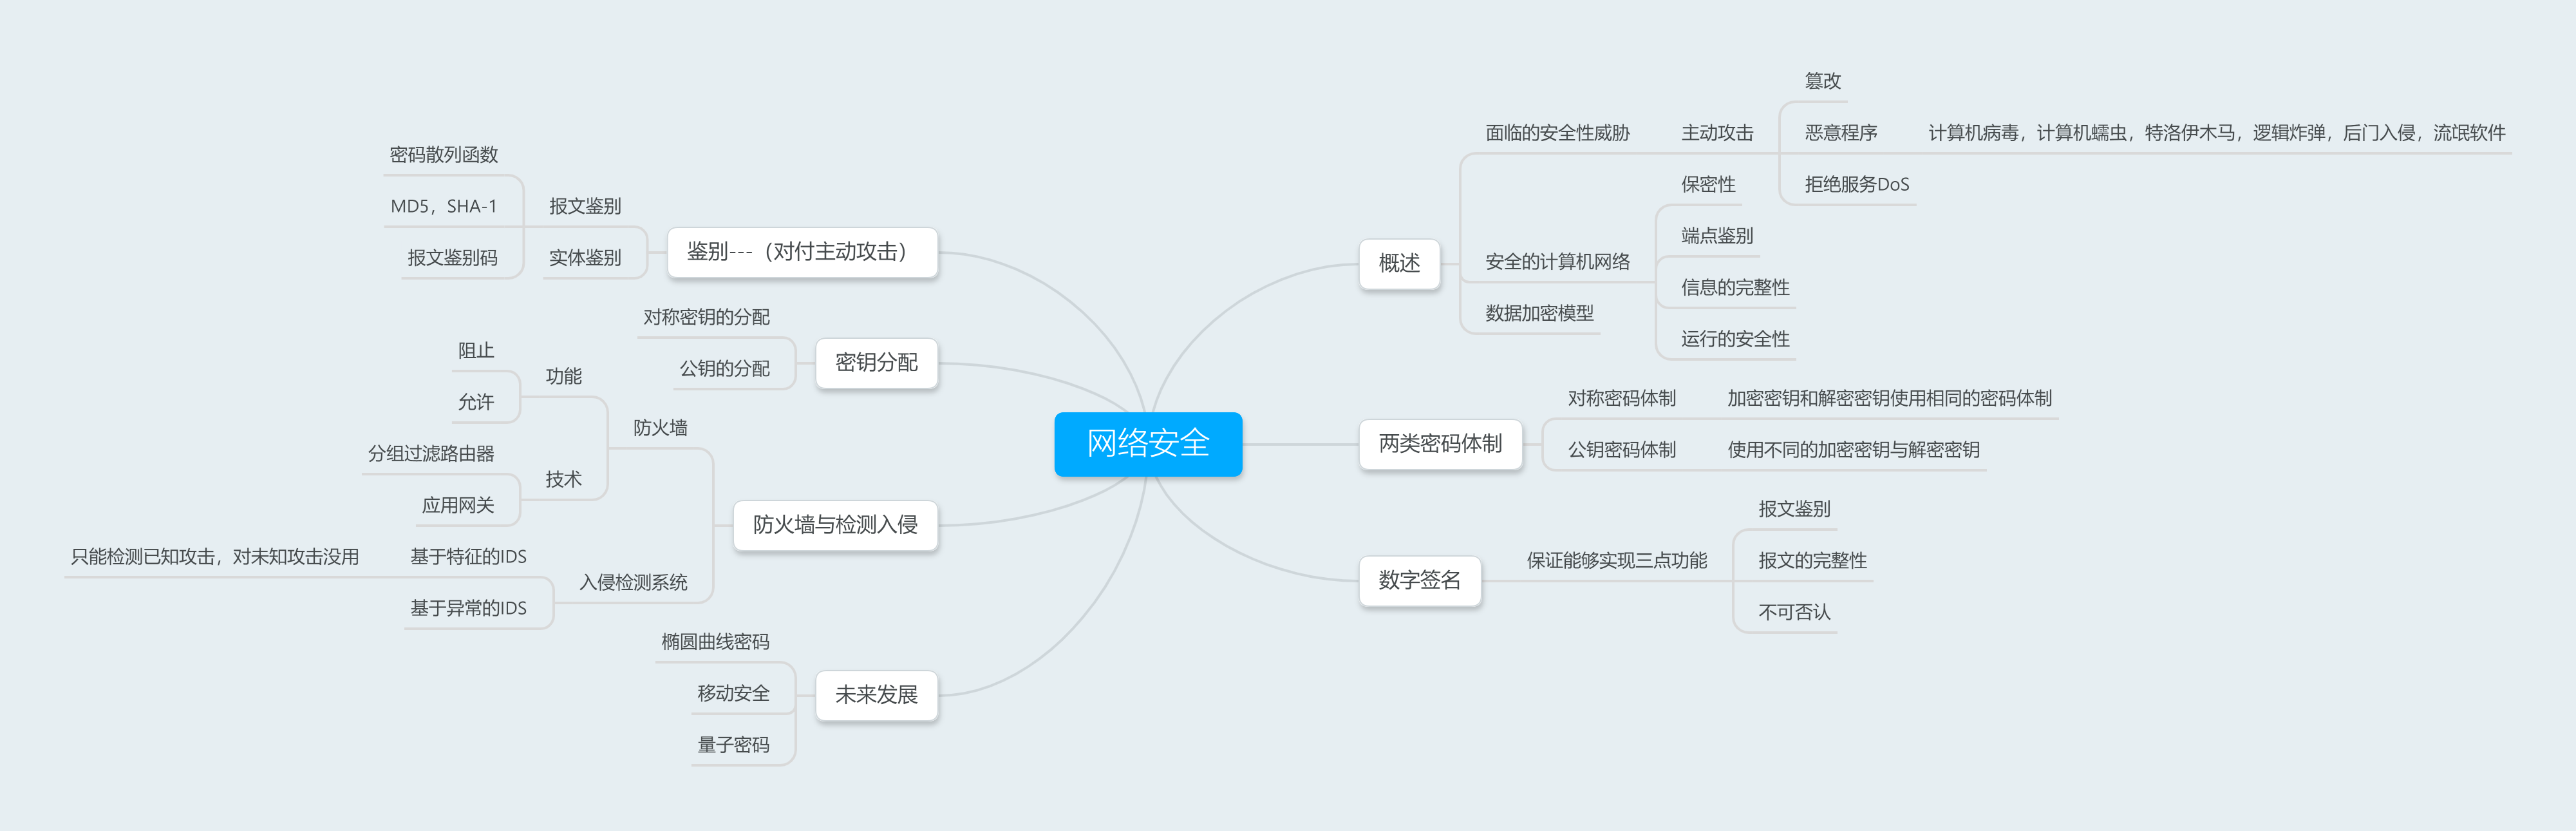 网络安全
概述
面临的安全性威胁
主动攻击
篡改
恶意程序
计算机病毒，计算机蠕虫，特洛伊木马，逻辑炸弹，后门入侵，流氓软件
拒绝服务DoS
安全的计算机网络
保密性
端点鉴别
信息的完整性
运行的安全性
数据加密模型
两类密码体制
对称密码体制
加密密钥和解密密钥使用相同的密码体制
公钥密码体制
使用不同的加密密钥与解密密钥
数字签名
保证能够实现三点功能
报文鉴别
报文的完整性
不可否认
鉴别---（对付主动攻击）
报文鉴别
密码散列函数
MD5，SHA-1
报文鉴别码
实体鉴别
密钥分配
对称密钥的分配
公钥的分配
防火墙与检测入侵
防火墙
功能
阻止
允许
技术
分组过滤路由器
应用网关
入侵检测系统
基于特征的IDS
只能检测已知攻击，对未知攻击没用
基于异常的IDS
未来发展
椭圆曲线密码
移动安全
量子密码